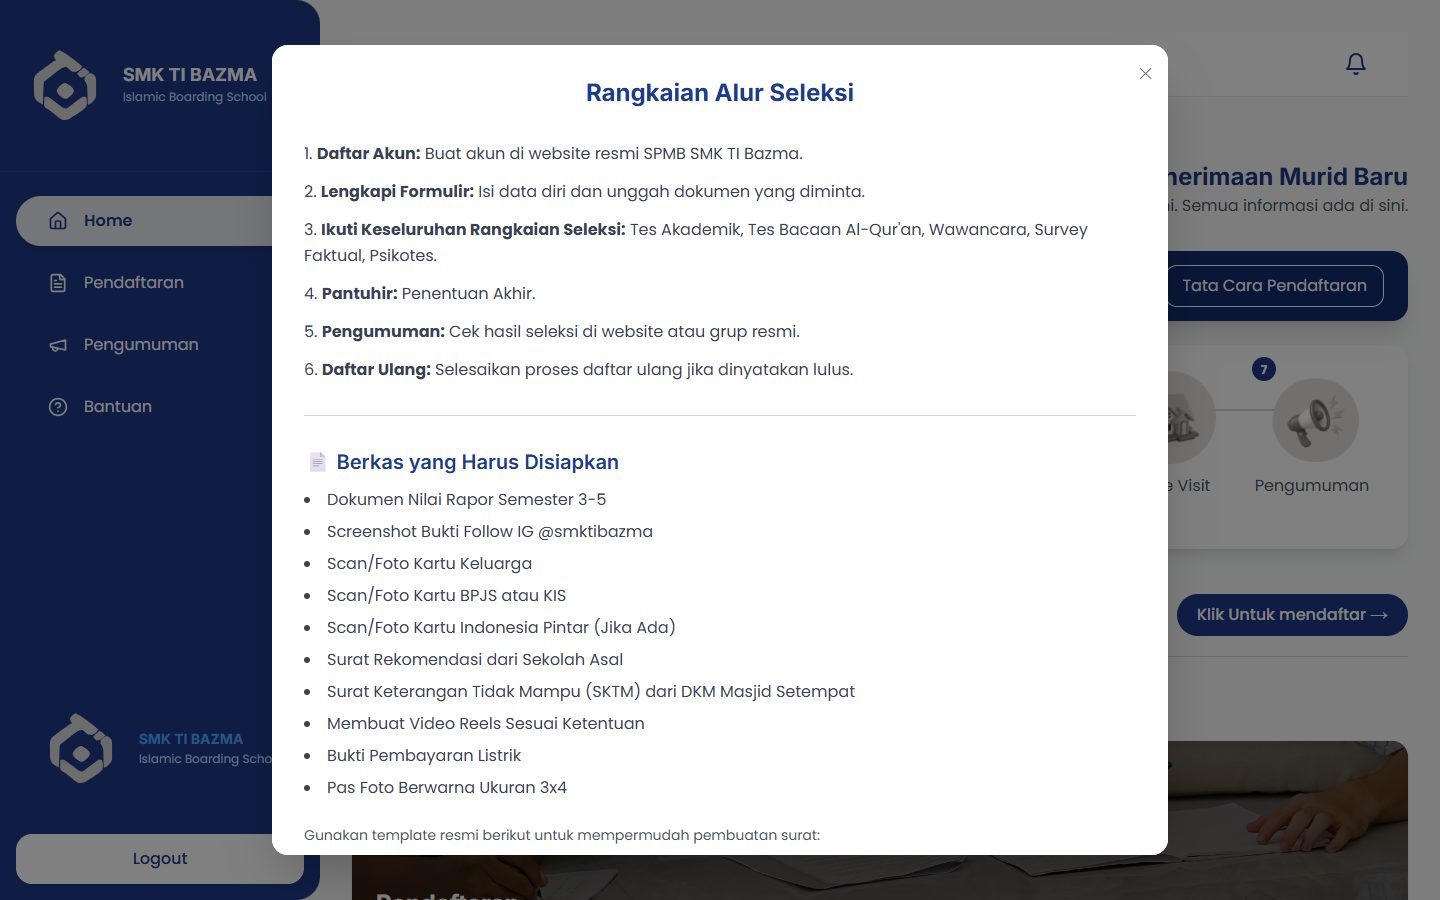 SMK TI BAZMA
Islamic Boarding School
Home
Pendaftaran
Pengumuman
Bantuan
SMK TI BAZMA
Islamic Boarding Scho
Logout
Rangkaian Alur Seleksi
1. Daftar Akun: Buat akun di website resmi SPMB SMK TI Bazma.
2. Lengkapi Formulir: Isi data diri dan unggah dokumen yang diminta.
3. Ikuti Keseluruhan Rangkaian Seleksi: Tes Akademik, Tes Bacaan Al-Qur'an, Wawancara, Survey
Faktual, Psikotes.
4. Pantuhir: Penentuan Akhir.
5. Pengumuman: Cek hasil seleksi di website atau grup resmi.
6. Daftar Ulang: Selesaikan proses daftar ulang jika dinyatakan lulus.
Berkas yang Harus Disiapkan
Dokumen Nilai Rapor Semester 3-5
Screenshot Bukti Follow IG @smktibazma
Scan/Foto Kartu Keluarga
Scan/Foto Kartu BPJS atau KIS
Scan/Foto Kartu Indonesia Pintar (Jika Ada)
Surat Rekomendasi dari Sekolah Asal
Surat Keterangan Tidak Mampu (SKTM) dari DKM Masjid Setempat
Membuat Video Reels Sesuai Ketentuan
Bukti Pembayaran Listrik
Pas Foto Berwarna Ukuran 3x4
Gunakan template resmi berikut untuk mempermudah pembuatan surat:
nerimaan Murid Baru
ni. Semua informasi ada di sini.
Tata Cara Pendaftaran
7
e Visit
Pengumuman
Klik Untuk mendaftar →
Pendaftaran